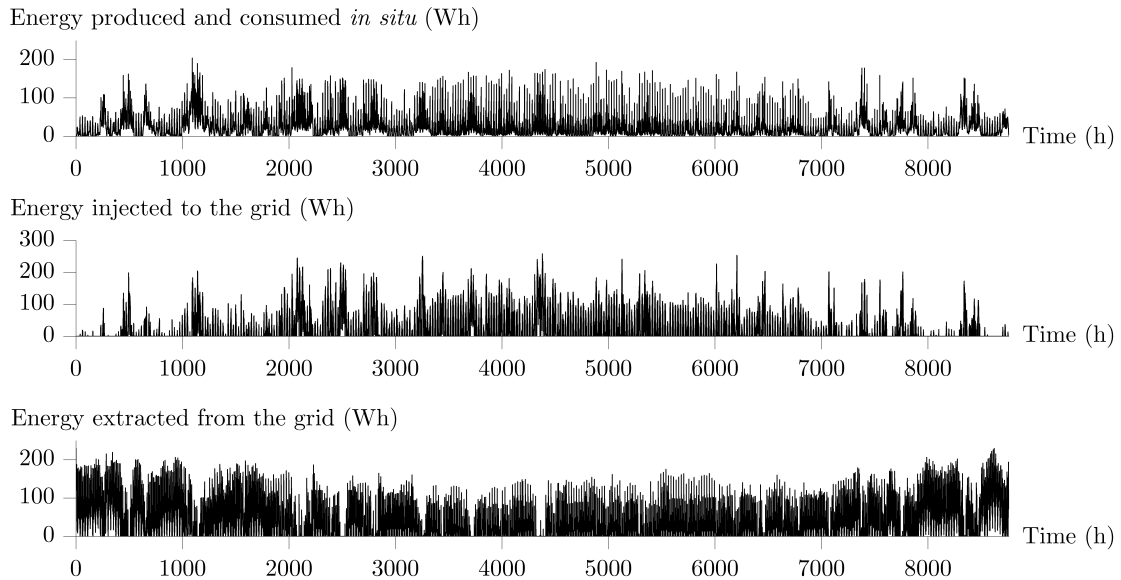 Energy produced and consumed in situ (Wh)
200
100
0
Time (h)
0 1000 2000 3000 4000 5000 6000 7000 8000
Energy injected to the grid (Wh)
300
200
100
0
Time (h)
0 1000 2000 3000 4000 5000 6000 7000 8000
Energy extracted from the grid (Wh)
200
100
0
Time (h)
0 1000 2000 3000 4000 5000 6000 7000 8000